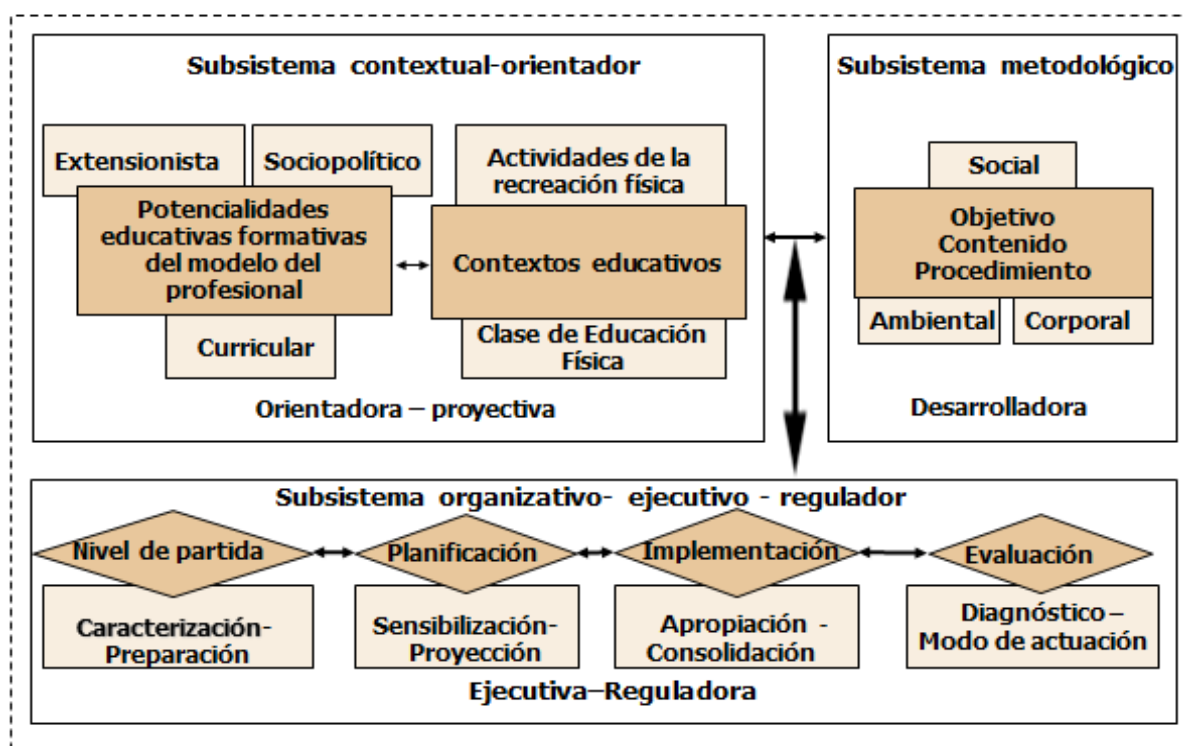 Subsistema contextual-orientador
Extensionista
Sociopolítico
Potencialidades
educativas formativas
del modelo del
profesional
Curricular
Actividades de la
recreación física
Contextos educativos
Clase de Educación
Física
Orientadora – proyectiva
Subsistema metodológico
Social
Objetivo
Contenido
Procedimiento
Ambiental
Corporal
Desarrolladora
Subsistema organizativo- ejecutivo - regulador
Nivel de partida
Planificación
Implementación
Evaluación
Caracterización-
Preparación
Sensibilización-
Proyección
Apropiación -
Consolidación
Diagnóstico –
Modo de actuación
Ejecutiva–Reguladora